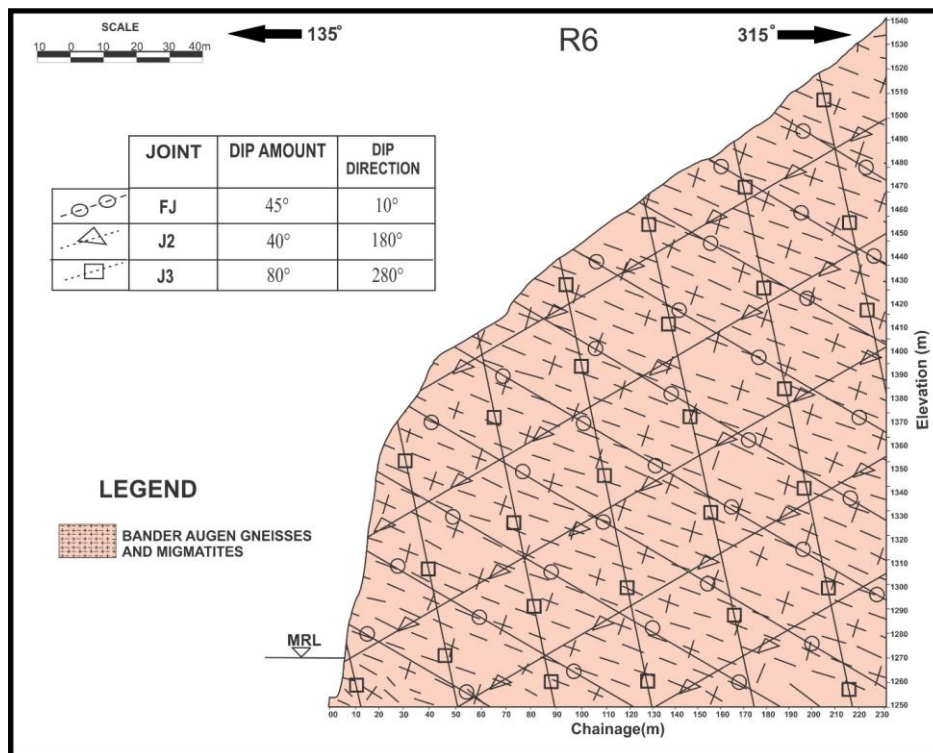 SCALE
10 0 10 20 30 40m
135°
R6
315°
JOINT DIP AMOUNT DIP DIRECTION
FJ 45° 10°
J2 40° 180°
J3 80° 280°
LEGEND
BANDER AUGEN GNEISSES
AND MIGMATITES
MRL
1540
1530
1520
1510
1500
1490
1480
1470
1460
1450
1440
1430
1420
1410
1400
1390
1380
1370
1360
1350
1340
1330
1320
1310
1300
1290
1280
1270
1260
1250
Elevation (m)
00 10 20 30 40 50 60 70 80 90 100 110 120 130 140 150 160 170 180 190 200 210 220 230
Chainage(m)